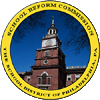 SCHOOL REFORM COMMISSION
THE SCHOOL DISTRICT OF PHILADELPHIA, PA